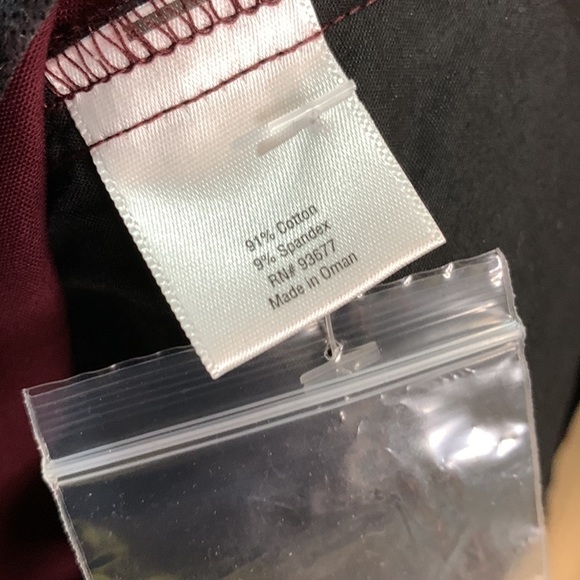 91% Cotton
9% Spandex
RN# 93677
Made in Oman